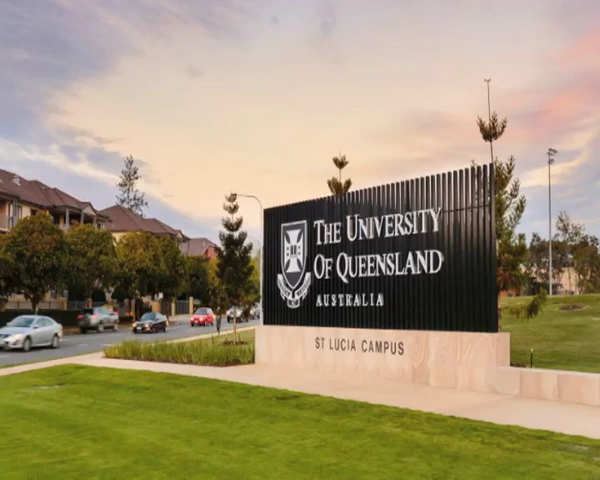 THE UNIVERSITY
OF QUEENSLAND
AUSTRALIA
ST LUCIA CAMPUS